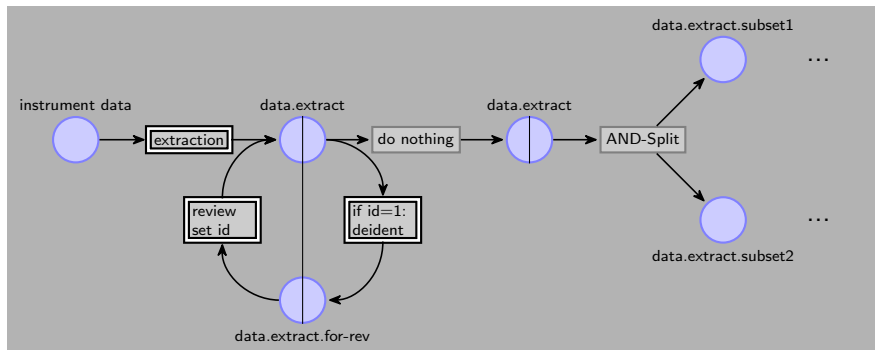 data.extract.subset1
...
instrument data
data.extract
data.extract
extraction
do nothing
AND-Split
review
set id
if id=1:
deident
...
data.extract.subset2
data.extract.for-rev